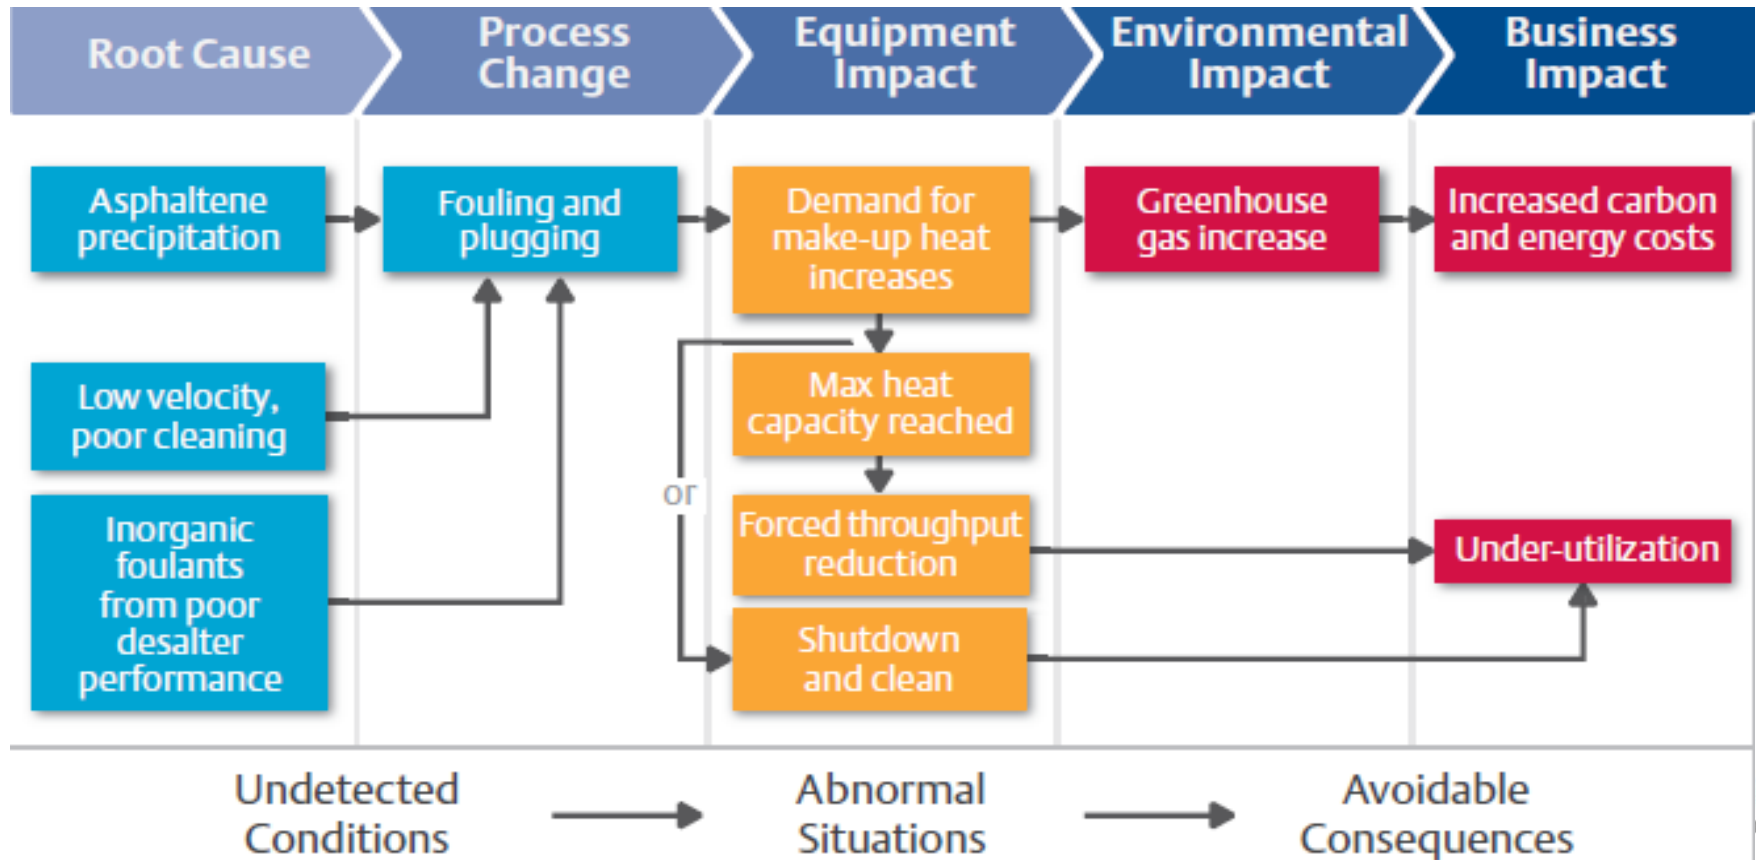 Root Cause
Process
Change
Equipment
Impact
Environmental
Impact
Business
Impact
Asphaltene
precipitation
Fouling and
plugging
Demand for
make-up heat
increases
Greenhouse
gas increase
Increased carbon
and energy costs
Low velocity,
poor cleaning
Max heat
capacity reached
or
Inorganic
foulants
from poor
desalter
performance
Forced throughput
reduction
Under-utilization
Shutdown
and clean
Undetected
Conditions
Abnormal
Situations
Avoidable
Consequences